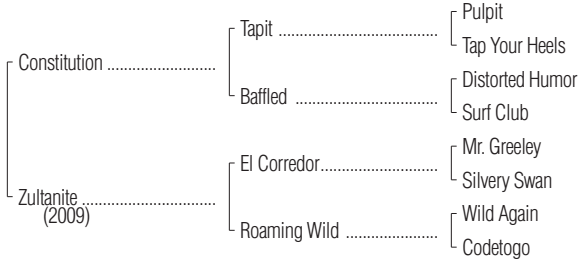 Pulpit
Tapit ..............................................
Tap Your Heels
Constitution ................................
Distorted Humor
Baffled .........................................
Surf Club
Mr. Greeley
El Corredor..................................
Silvery Swan
Zultanite .......................................
(2009)
Wild Again
Roaming Wild ...........................
Codetogo